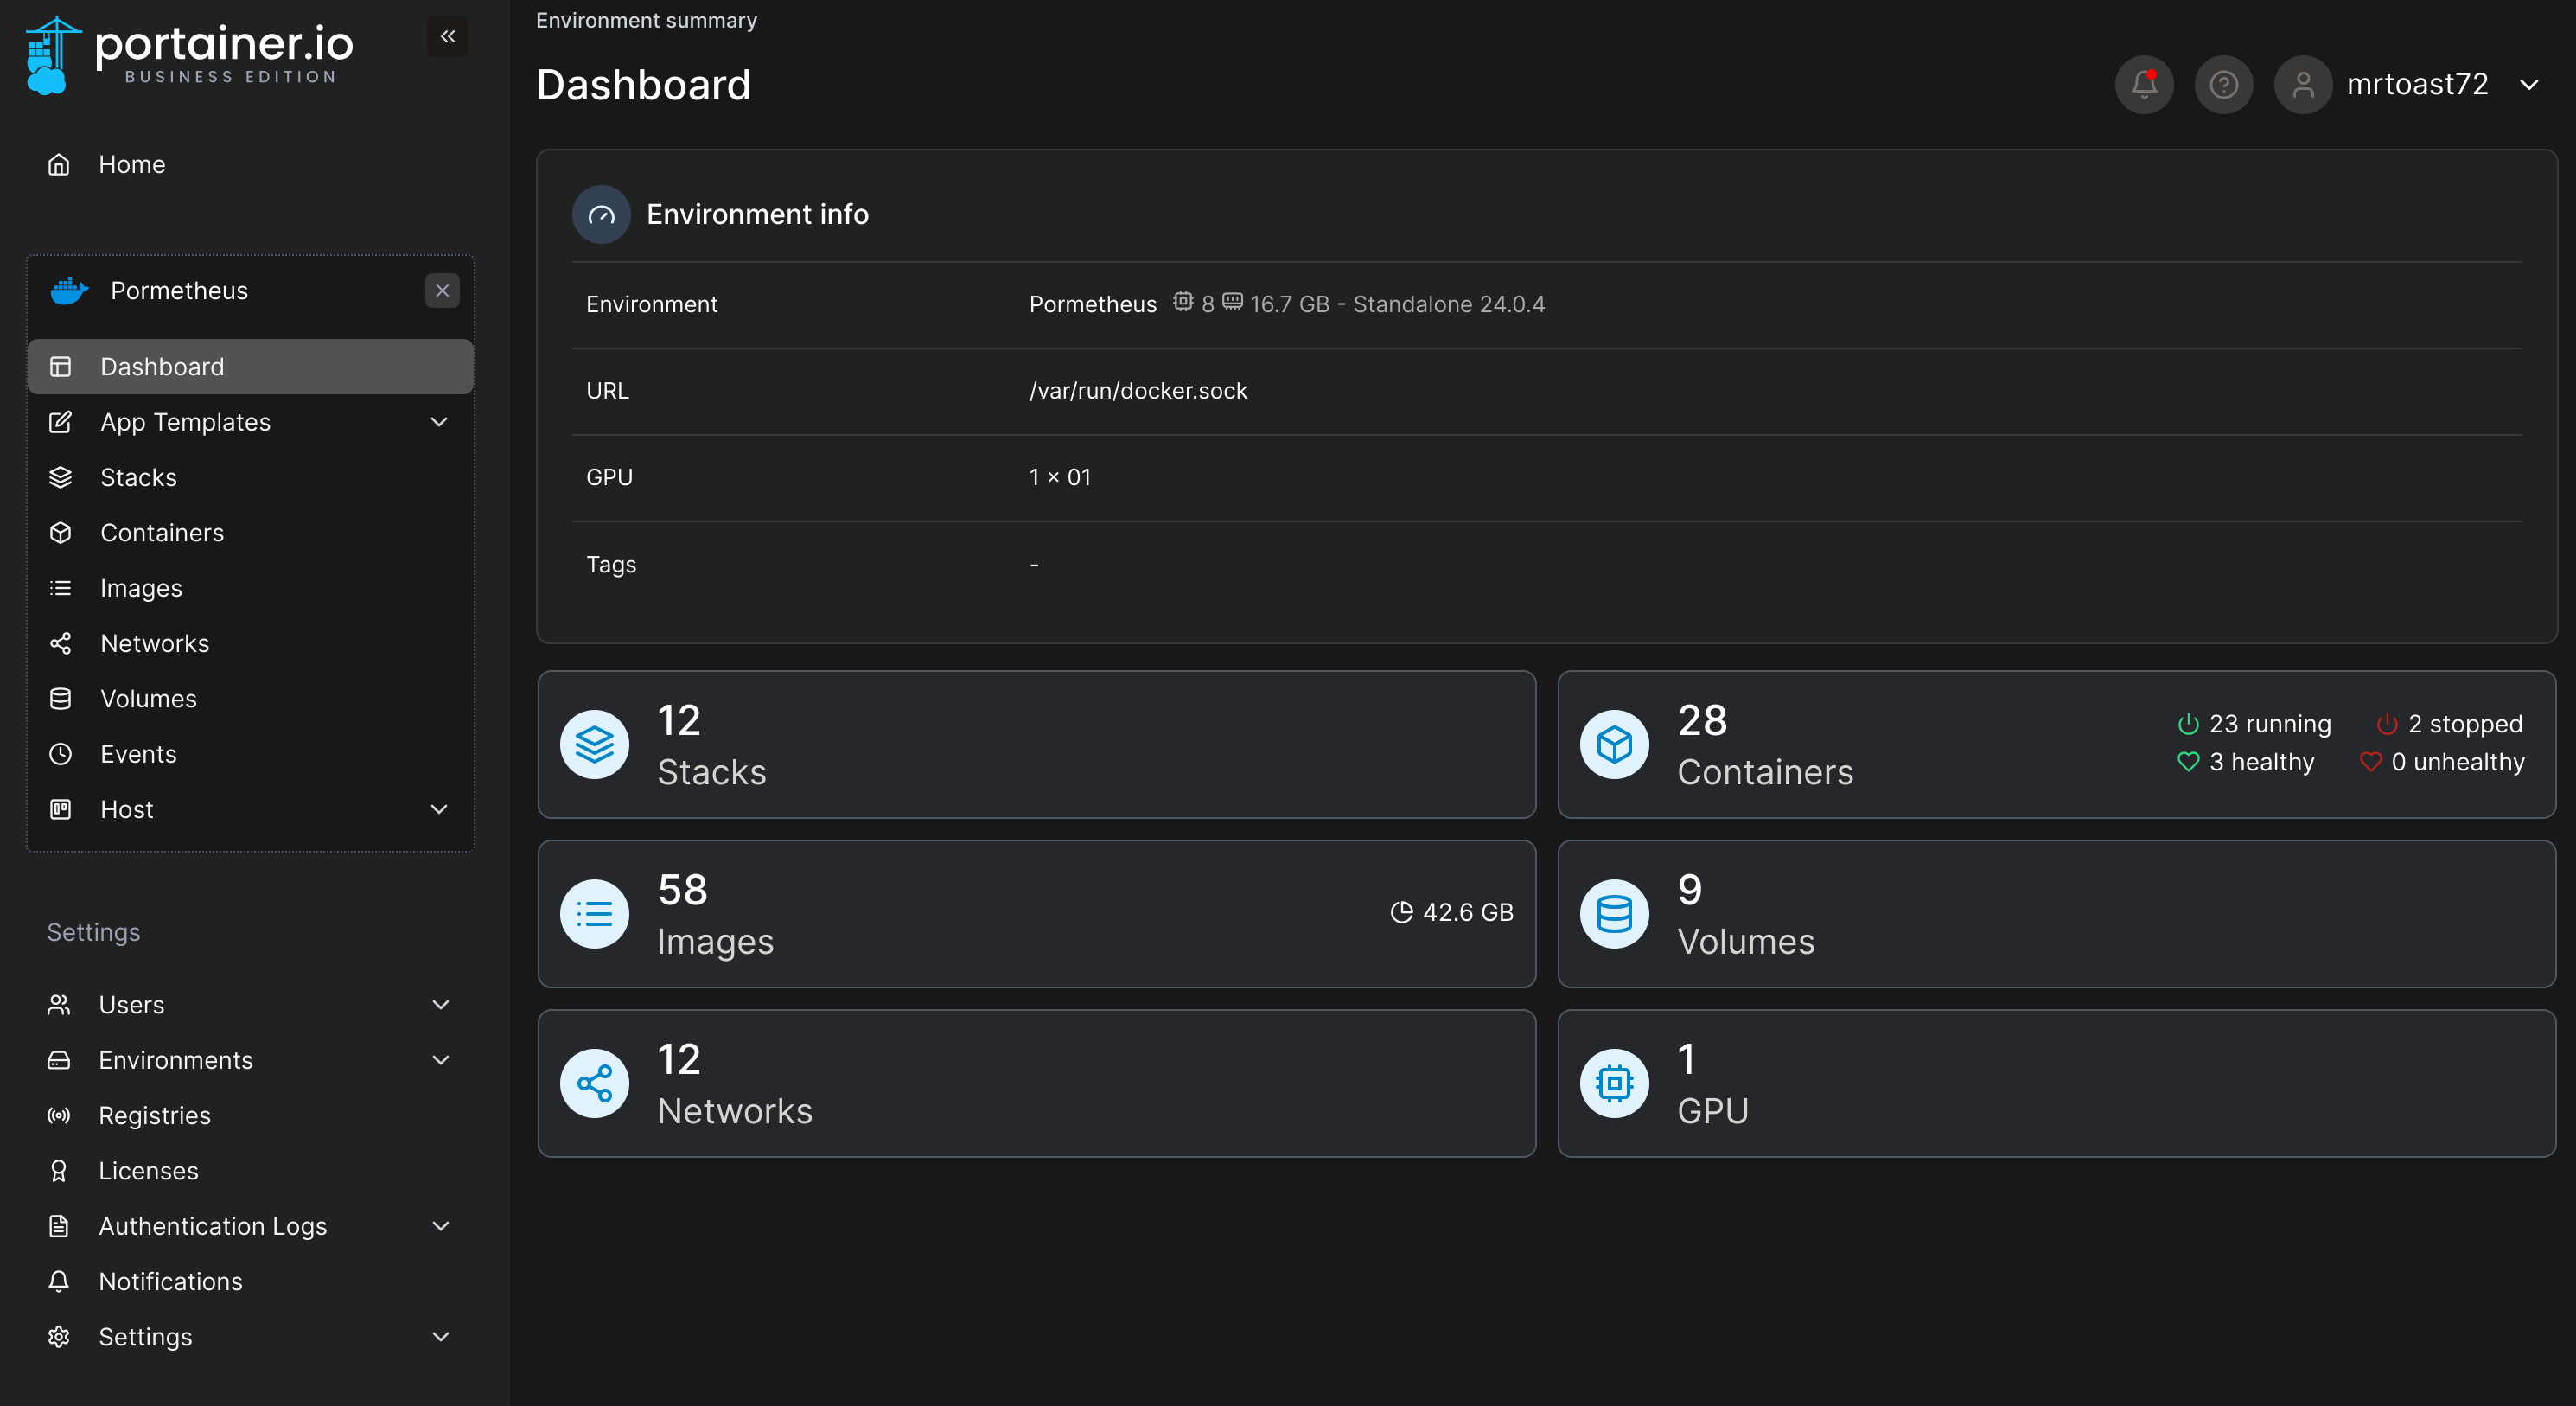 portainer.io
BUSINESS EDITION
Home
Pormetheus
Dashboard
App Templates
Stacks
Containers
Images
Networks
Volumes
Events
Host
Settings
Users
Environments
Registries
Licenses
Authentication Logs
Notifications
Settings
Environment summary
Dashboard
mrtoast72
Environment info
Environment Pormetheus 8 16.7 GB - Standalone 24.0.4
URL /var/run/docker.sock
GPU 1 x 01
Tags -
12
Stacks
28
Containers
23 running 2 stopped
3 healthy 0 unhealthy
58
Images
42.6 GB
9
Volumes
12
Networks
1
GPU